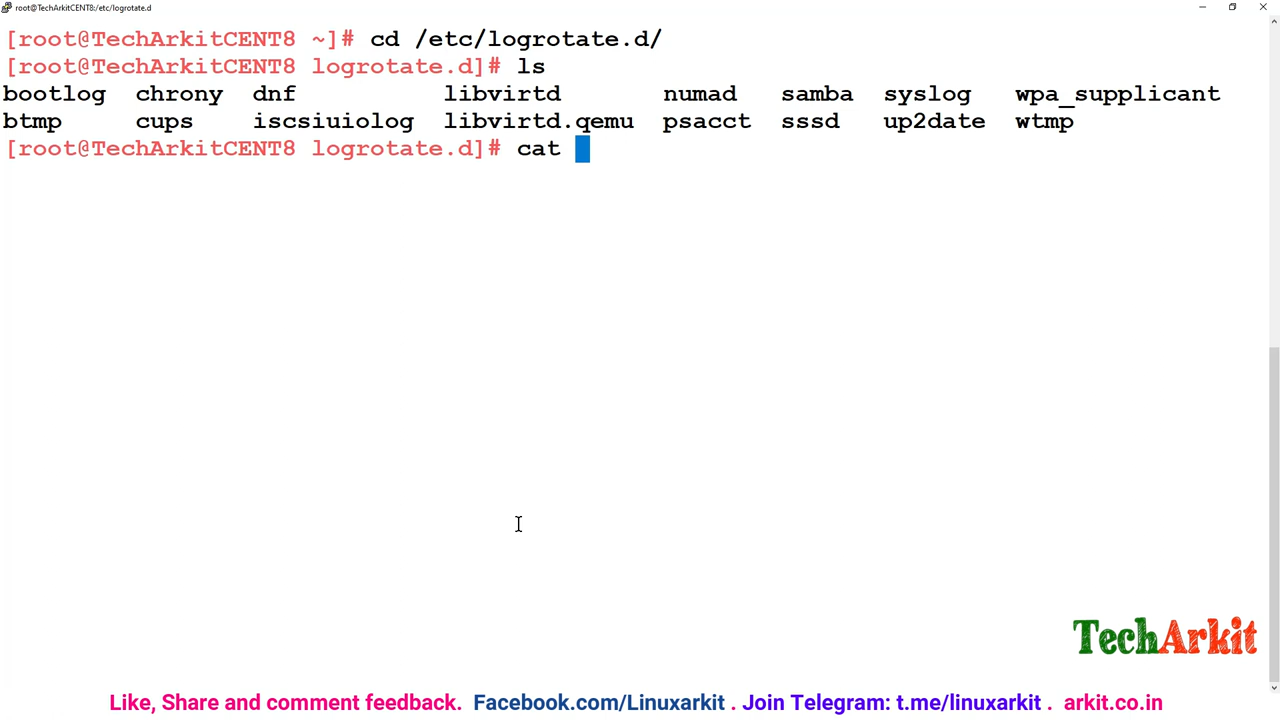 root@TechArkitCENT8:/etc/logrotate.d
[root@TechArkitCENT8 ~]# cd /etc/logrotate.d/
[root@TechArkitCENT8 logrotate.d]# ls
bootlog  chrony  dnf          libvirtd       numad   samba  syslog    wpa_supplicant
btmp     cups    iscsiuiolog  libvirtd.qemu  psacct  sssd   up2date  wtmp
[root@TechArkitCENT8 logrotate.d]# cat
TechArkit
Like, Share and comment feedback. Facebook.com/Linuxarkit . Join Telegram: t.me/linuxarkit . arkit.co.in